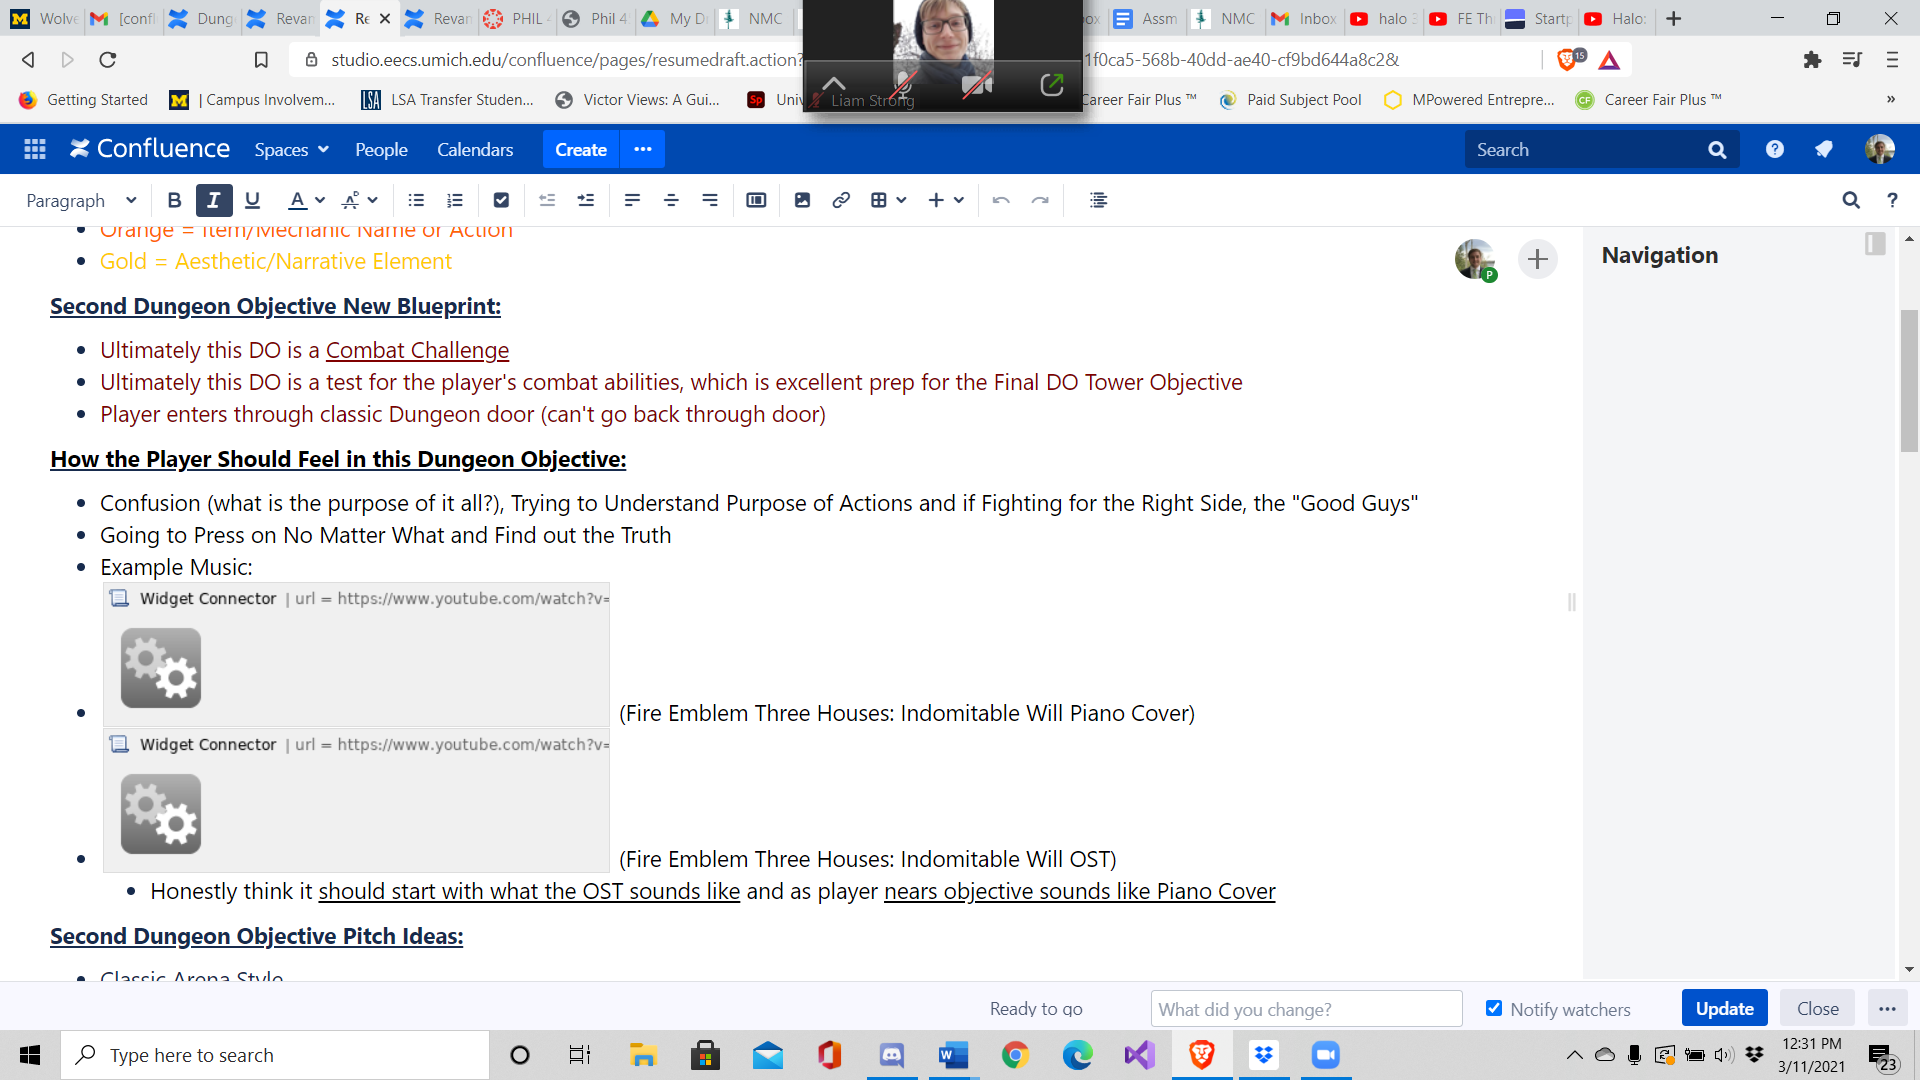 Wolve
[conf
Dung
Revan
Re
Revan
PHIL
Phil 4
My D
NMC
box
Assm
NMC
Inbox
halo 3
FE Th
Startp
Halo:
studio.eecs.umich.edu/confluence/pages/resumedraft.action?
1f0ca5-568b-40dd-ae40-cf9bd644a8c2&
15
Getting Started
| Campus Involvem...
LSA Transfer Studen...
Victor Views: A Gui...
Univ
Liam Strong
Career Fair Plus ™
Paid Subject Pool
MPowered Entrepre...
Career Fair Plus ™
»
Confluence
Spaces
People
Calendars
Create
Search
Paragraph
Orange = Item/Mechanic Name or Action
Gold = Aesthetic/Narrative Element
Navigation
Second Dungeon Objective New Blueprint:
Ultimately this DO is a Combat Challenge
Ultimately this DO is a test for the player's combat abilities, which is excellent prep for the Final DO Tower Objective
Player enters through classic Dungeon door (can't go back through door)
How the Player Should Feel in this Dungeon Objective:
Confusion (what is the purpose of it all?), Trying to Understand Purpose of Actions and if Fighting for the Right Side, the "Good Guys"
Going to Press on No Matter What and Find out the Truth
Example Music:
Widget Connector | url = https://www.youtube.com/watch?v=
(Fire Emblem Three Houses: Indomitable Will Piano Cover)
Widget Connector | url = https://www.youtube.com/watch?v=
(Fire Emblem Three Houses: Indomitable Will OST)
Honestly think it should start with what the OST sounds like and as player nears objective sounds like Piano Cover
Second Dungeon Objective Pitch Ideas:
Classic Arena Style
Ready to go
What did you change?
Notify watchers
Update
Close
Type here to search
12:31 PM
3/11/2021
23